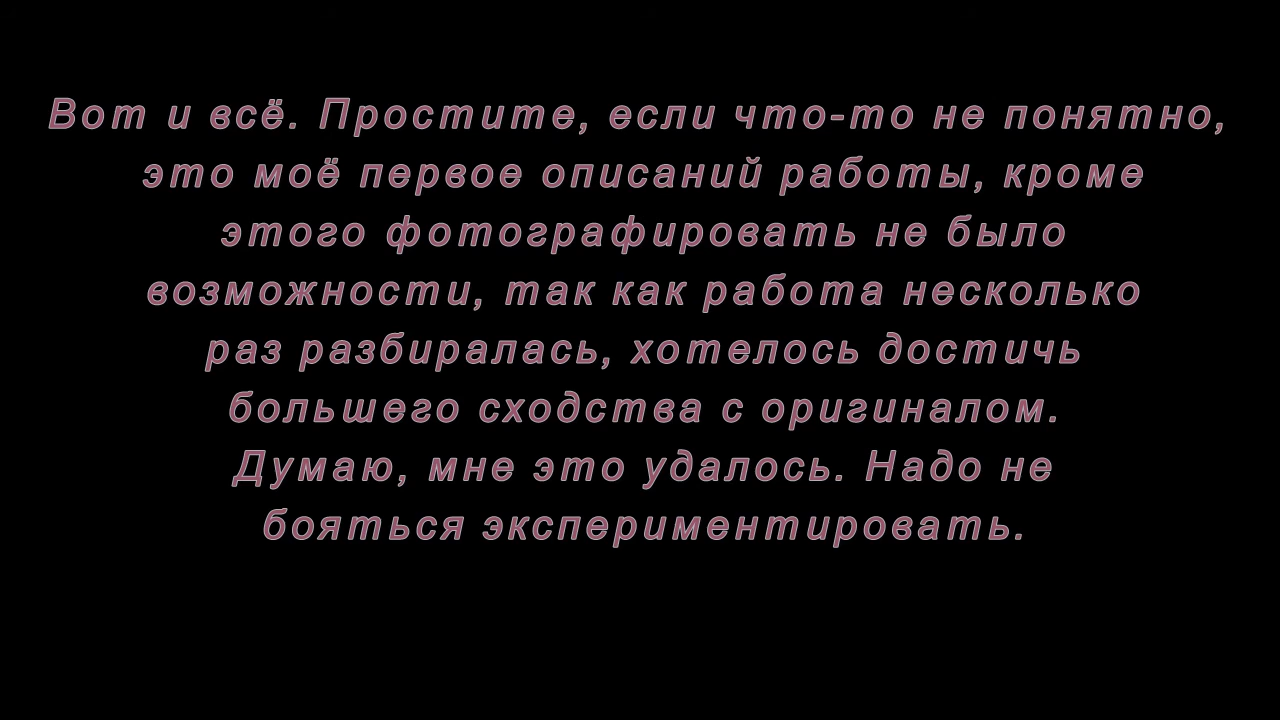 Вот и всё. Простите, если что-то не понятно,
это моё первое описаний работы, кроме
этого фотографировать не было
возможности, так как работа несколько
раз разбиралась, хотелось достичь
большего сходства с оригиналом.
Думаю, мне это удалось. Надо не
бояться экспериментировать.